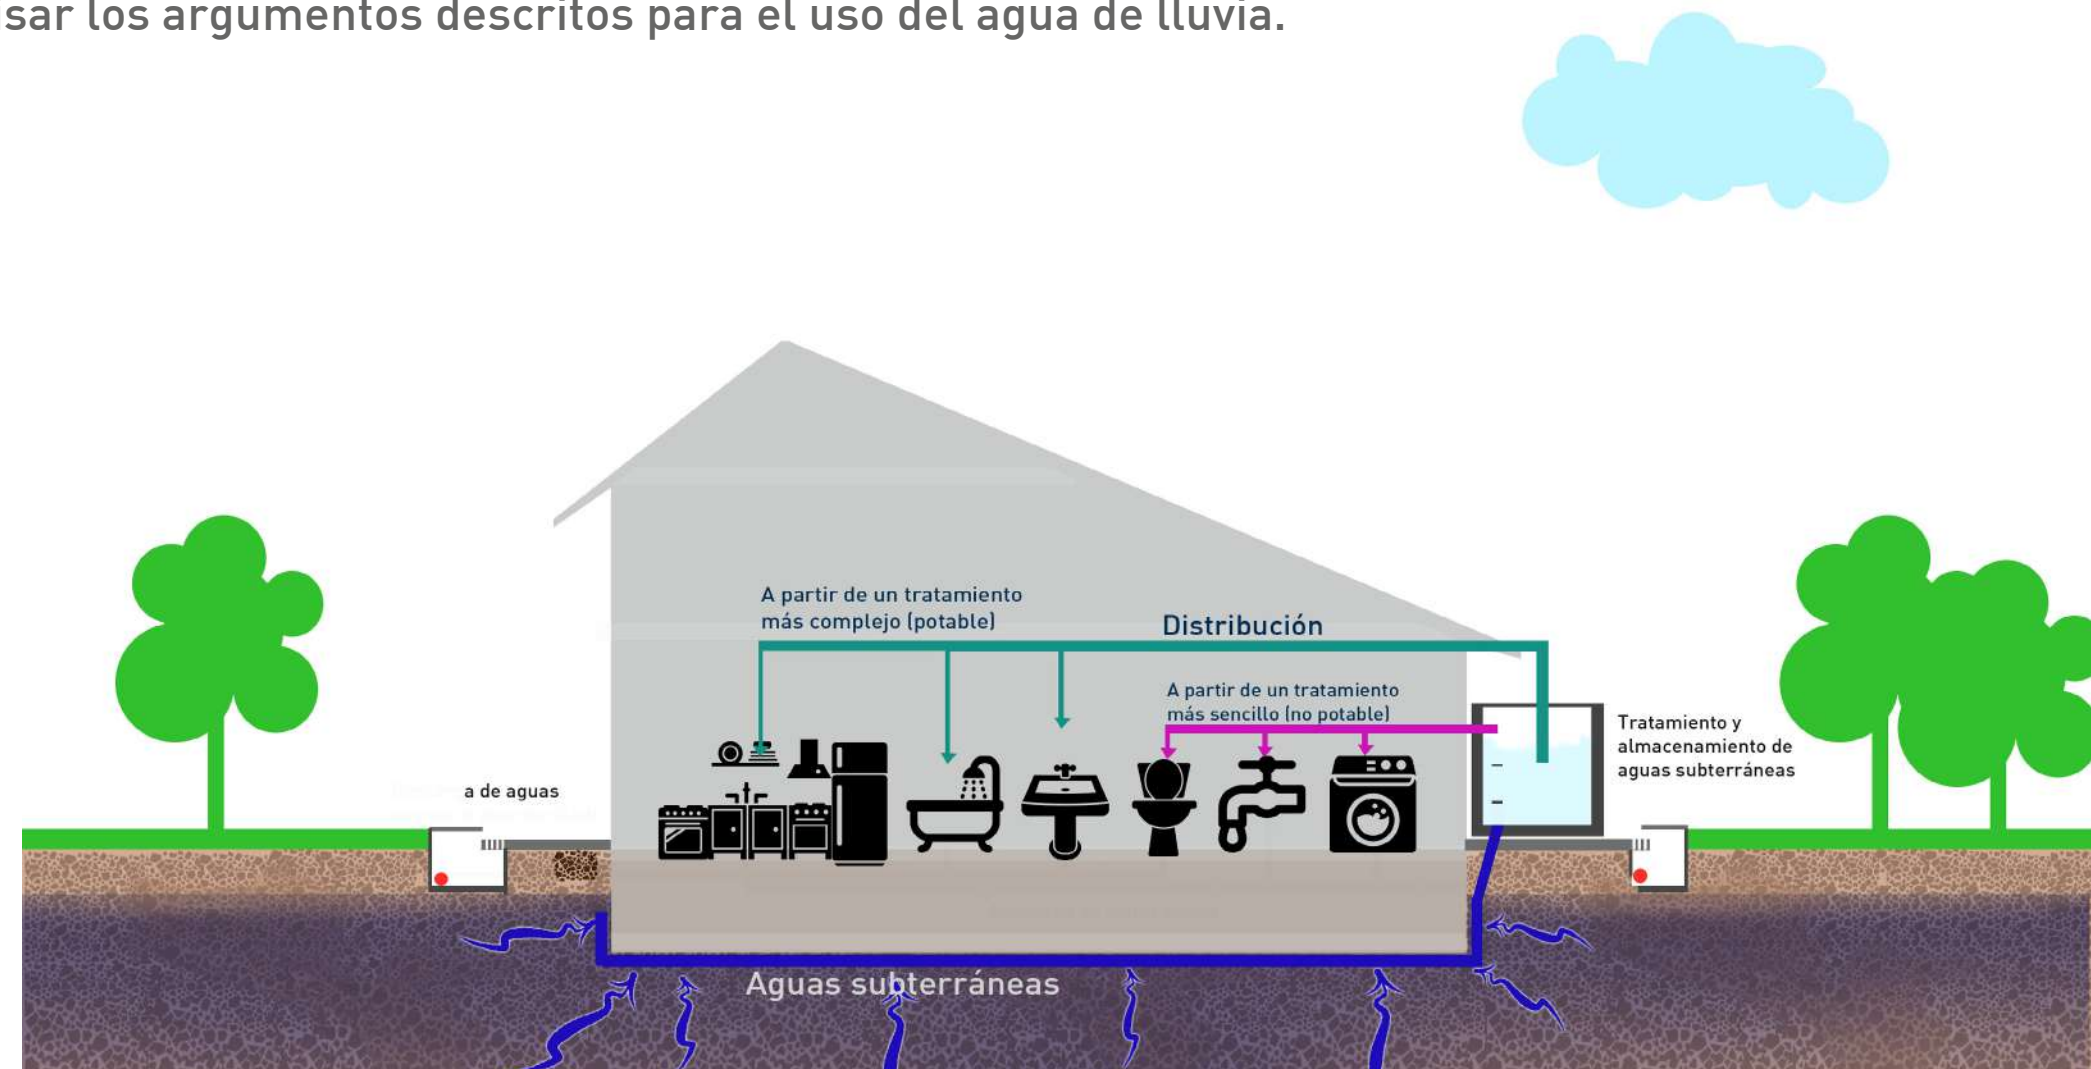 sar los argumentos descritos para el uso del agua de lluvia.
A partir de un tratamiento
más complejo (potable)
Distribución
A partir de un tratamiento
más sencillo (no potable)
Tratamiento y
almacenamiento de
aguas subterráneas
a de aguas
Aguas subterráneas